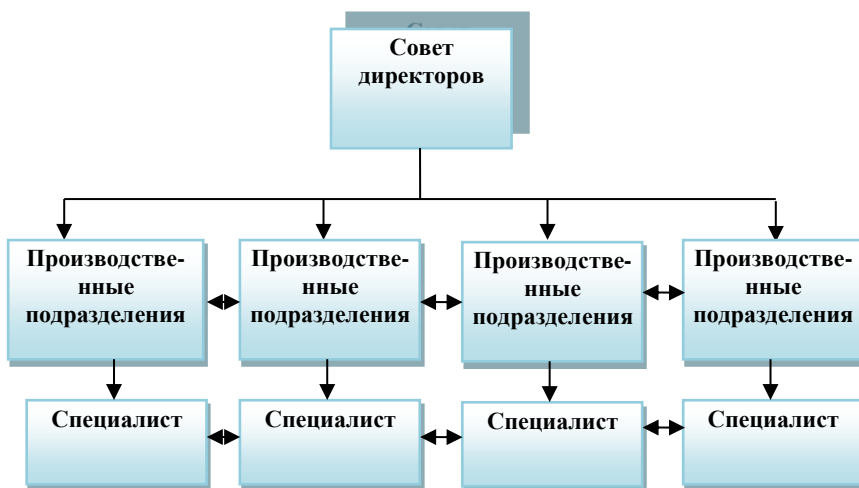 Совет
директоров
Производстве-
нные
подразделения
Производстве-
нные
подразделения
Производстве-
нные
подразделения
Производстве-
нные
подразделения
Специалист
Специалист
Специалист
Специалист